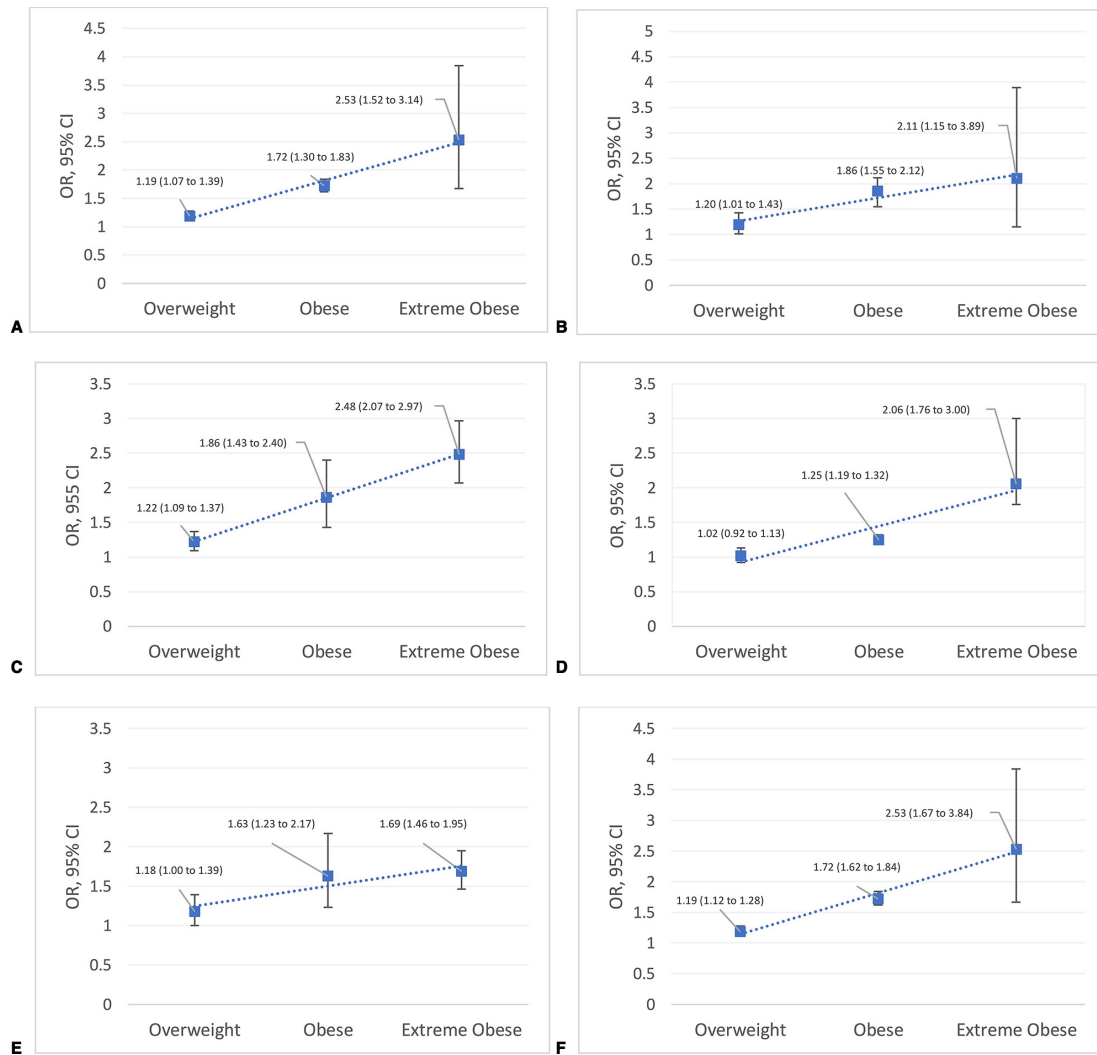 4.5
4
3.5
3
2.5
2
1.5
1
0.5
0
OR, 95% CI
2.53 (1.52 to 3.14)
1.72 (1.30 to 1.83)
1.19 (1.07 to 1.39)
Overweight Obese Extreme Obese
A
5
4.5
4
3.5
3
2.5
2
1.5
1
0.5
0
OR, 95% CI
2.11 (1.15 to 3.89)
1.86 (1.55 to 2.12)
1.20 (1.01 to 1.43)
Overweight Obese Extreme Obese
B
3.5
3
2.5
2
1.5
1
0.5
0
OR, 955 CI
2.48 (2.07 to 2.97)
1.86 (1.43 to 2.40)
1.22 (1.09 to 1.37)
Overweight Obese Extreme Obese
C
3.5
3
2.5
2
1.5
1
0.5
0
OR, 95% CI
2.06 (1.76 to 3.00)
1.25 (1.19 to 1.32)
1.02 (0.92 to 1.13)
Overweight Obese Extreme Obese
D
3.5
3
2.5
2
1.5
1
0.5
0
OR, 95% CI
1.63 (1.23 to 2.17)
1.69 (1.46 to 1.95)
1.18 (1.00 to 1.39)
Overweight Obese Extreme Obese
E
4.5
4
3.5
3
2.5
2
1.5
1
0.5
0
OR, 95% CI
2.53 (1.67 to 3.84)
1.72 (1.62 to 1.84)
1.19 (1.12 to 1.28)
Overweight Obese Extreme Obese
F